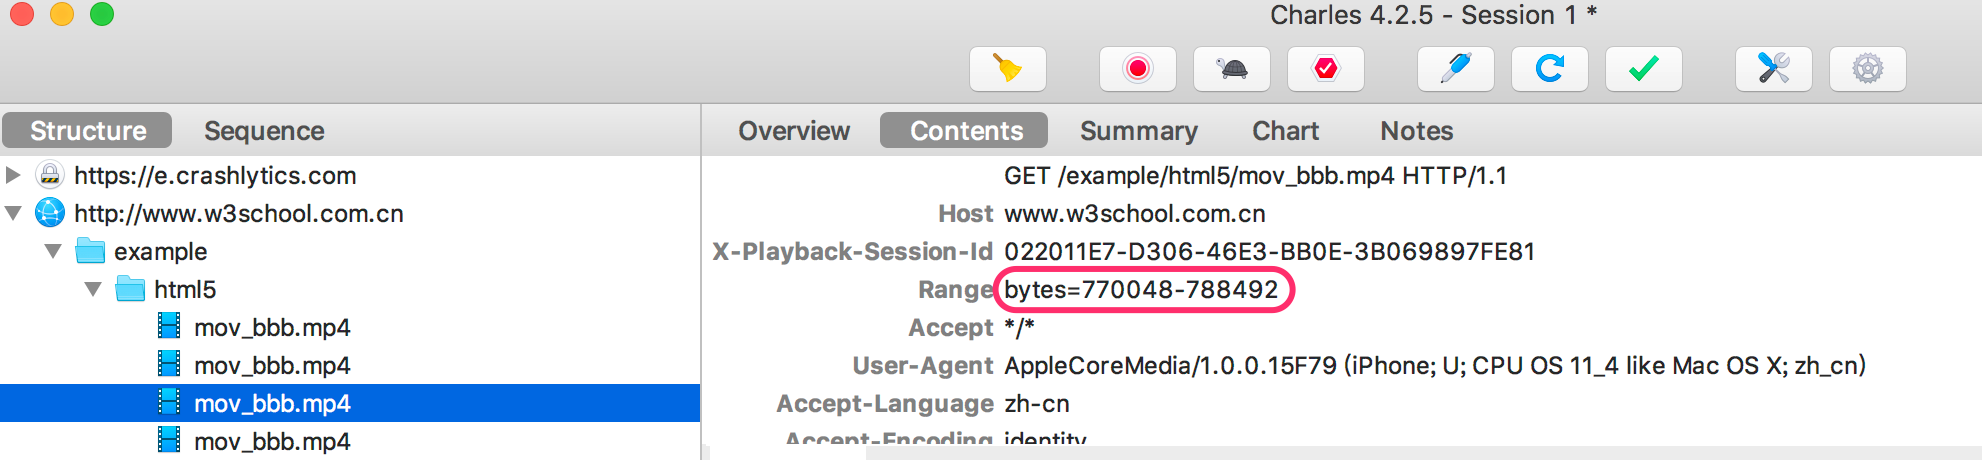 Charles 4.2.5 - Session 1 *
Structure Sequence
Overview Contents Summary Chart Notes
https://e.crashlytics.com
http://www.w3school.com.cn
example
html5
mov_bbb.mp4
mov_bbb.mp4
mov_bbb.mp4
mov_bbb.mp4
GET /example/html5/mov_bbb.mp4 HTTP/1.1
Host www.w3school.com.cn
X-Playback-Session-Id 022011E7-D306-46E3-BB0E-3B069897FE81
Range bytes=770048-788492
Accept */*
User-Agent AppleCoreMedia/1.0.0.15F79 (iPhone; U; CPU OS 11_4 like Mac OS X; zh_cn)
Accept-Language zh-cn
Accept-Encoding identity